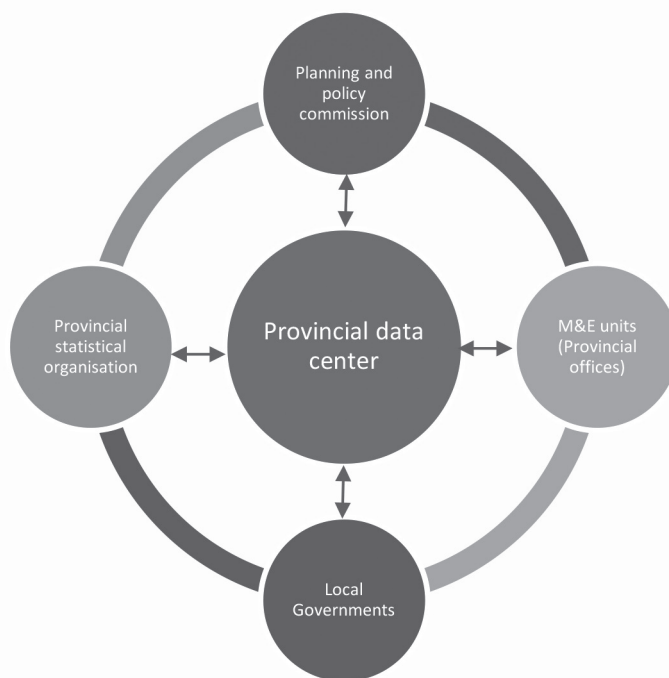 Planning and
policy
commission
Provincial
statistical
organisation
Provincial data
center
M&E units
(Provincial
offices)
Local
Governments